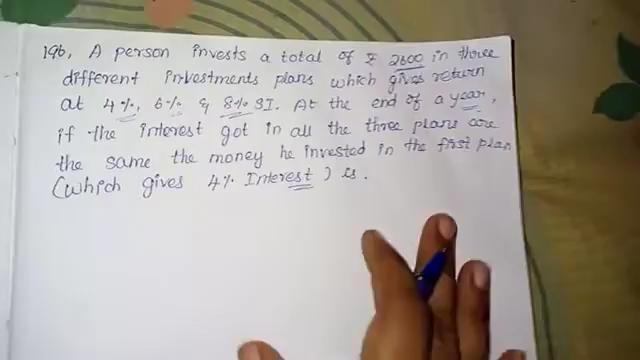 196, A person invests a total of ₹ 2600 in three
different investments plans which gives return
at 4%, 6% & 8% SI. At the end of a year,
if the interest got in all the three plans are
the same the money he invested in the first plan
(which gives 4% Interest) is.